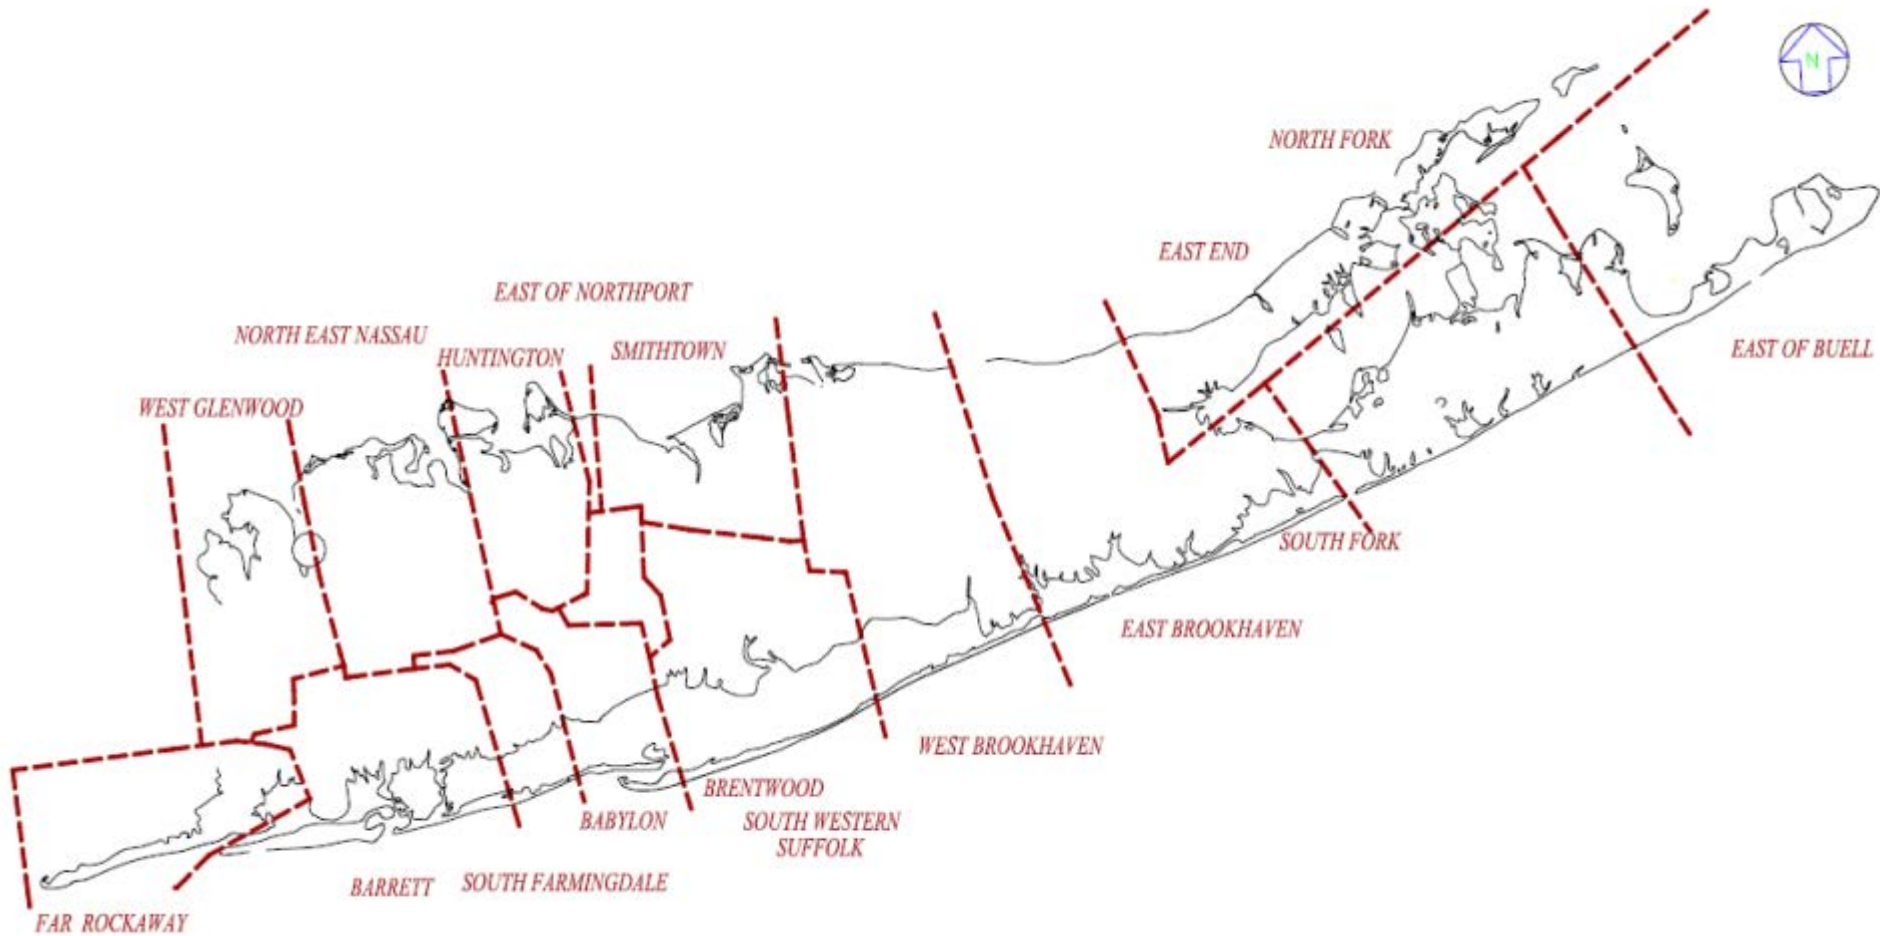 N
NORTH FORK
EAST END
EAST OF NORTHPORT
NORTH EAST NASSAU
HUNTINGTON
SMITHTOWN
EAST OF BUELL
WEST GLENWOOD
SOUTH FORK
EAST BROOKHAVEN
WEST BROOKHAVEN
BRENTWOOD
BABYLON
SOUTH WESTERN
SUFFOLK
BARRETT
SOUTH FARMINGDALE
FAR ROCKAWAY